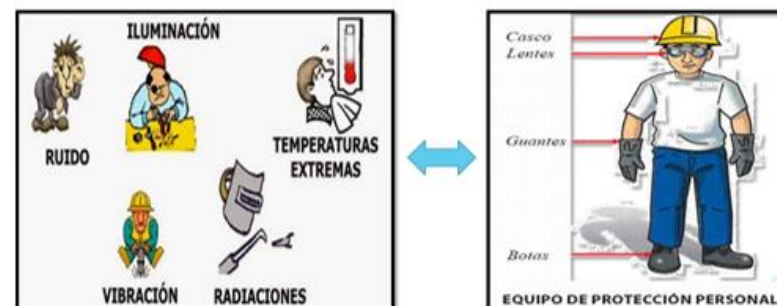 ILUMINACIÓN
RUIDO
TEMPERATURAS
EXTREMAS
VIBRACIÓN
RADIACIONES
Casco
Lentes
Guantes
Botas
EQUIPO DE PROTECCIÓN PERSONAL